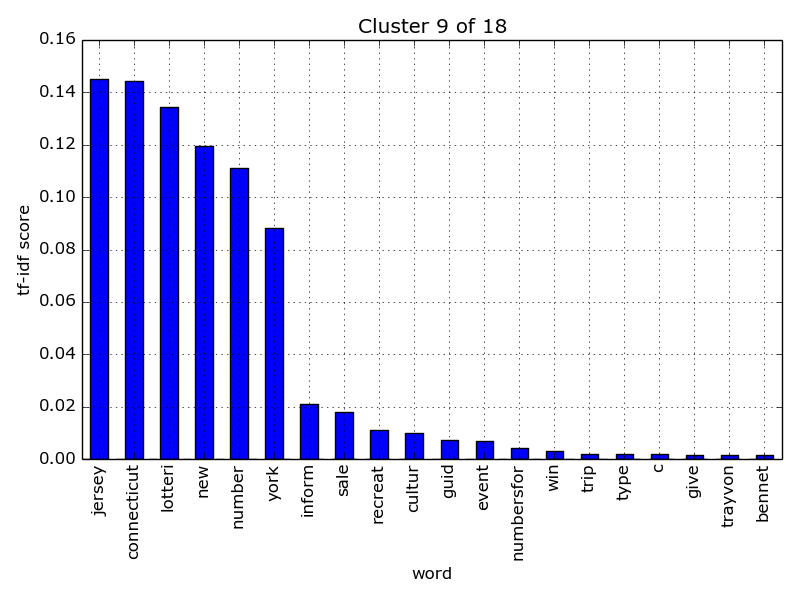 Cluster 9 of 18
0.16
0.14
0.12
0.10
0.08
0.06
0.04
0.02
0.00
tf-idf score
jersey
connecticut
lotteri
new
number
york
inform
sale
recreat
cultur
guid
event
numbersfor
win
trip
type
c
give
trayvon
bennet
word